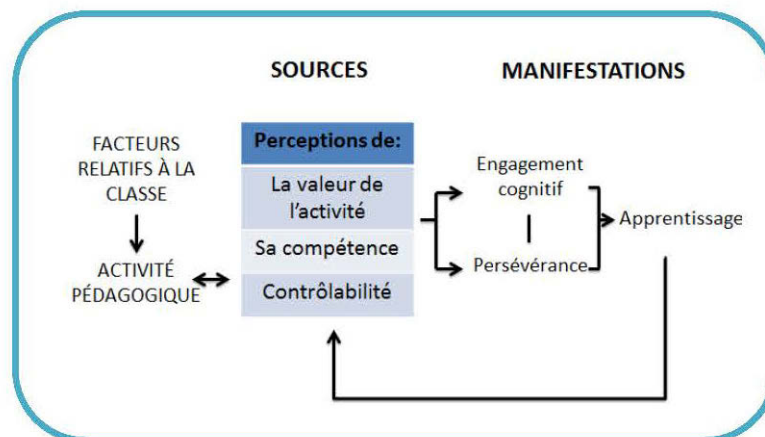 SOURCES
MANIFESTATIONS
FACTEURS
RELATIFS À LA
CLASSE
ACTIVITÉ
PÉDAGOGIQUE
Perceptions de:
La valeur de
l'activité
Sa compétence
Contrôlabilité
Engagement
cognitif
Persévérance
Apprentissage